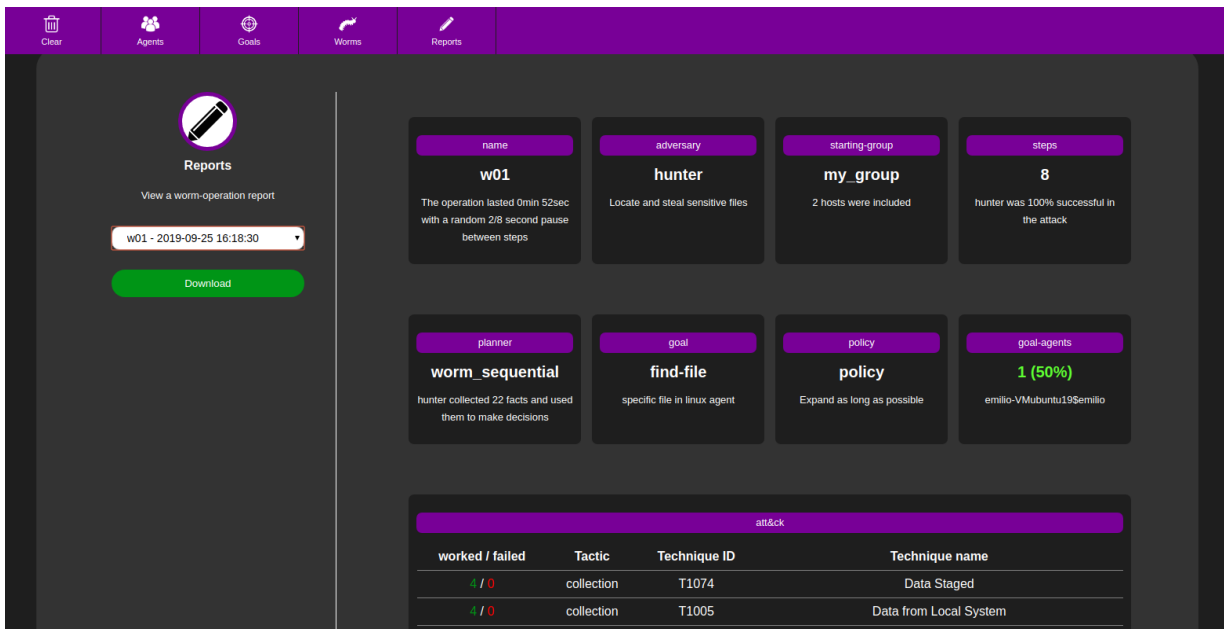 Clear
Agents
Goals
Worms
Reports
Reports
View a worm-operation report
w01 - 2019-09-25 16:18:30
Download
name
w01
The operation lasted 0min 52sec
with a random 2/8 second pause
between steps
adversary
hunter
Locate and steal sensitive files
starting-group
my_group
2 hosts were included
steps
8
hunter was 100% successful in
the attack
planner
worm_sequential
hunter collected 22 facts and used
them to make decisions
goal
find-file
specific file in linux agent
policy
policy
Expand as long as possible
goal-agents
1 (50%)
emilio-VMubuntu19$emilio
att&ck
worked / failed Tactic Technique ID Technique name
4 / 0 collection T1074 Data Staged
4 / 0 collection T1005 Data from Local System